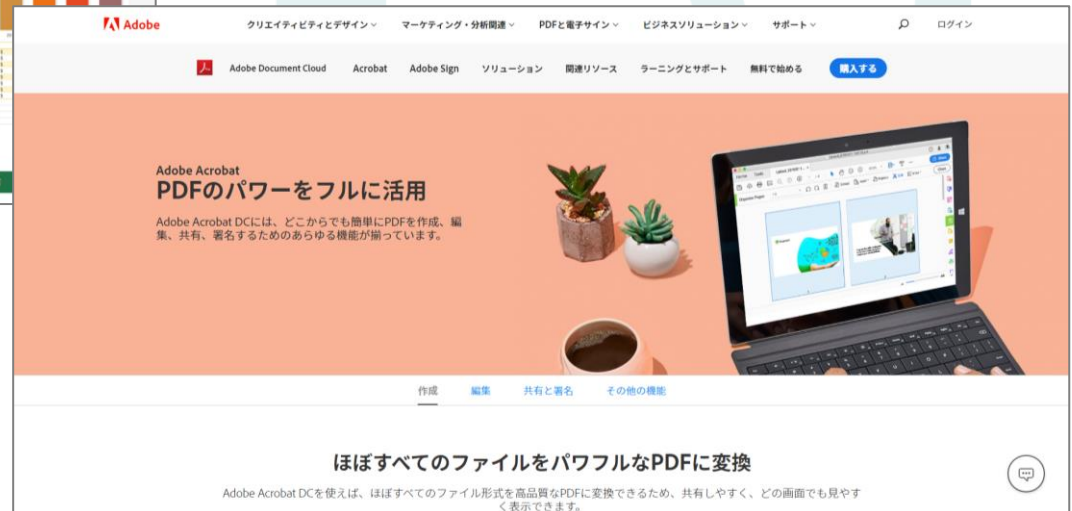 Adobe
クリエイティビティとデザイン マーケティング・分析関連 PDFと電子サイン ビジネスソリューション サポート ログイン
Adobe Document Cloud Acrobat Adobe Sign ソリューション 関連リソース ラーニングとサポート 無料で始める 購入する
Adobe Acrobat
PDFのパワーをフルに活用
Adobe Acrobat DCには、どこからでも簡単にPDFを作成、編
集、共有、署名するためのあらゆる機能が揃っています。
作成 編集 共有と署名 その他の機能
ほぼすべてのファイルをパワフルなPDFに変換
Adobe Acrobat DCを使えば、ほぼすべてのファイル形式を高品質なPDFに変換できるため、共有しやすく、どの画面でも見やす
く表示できます。